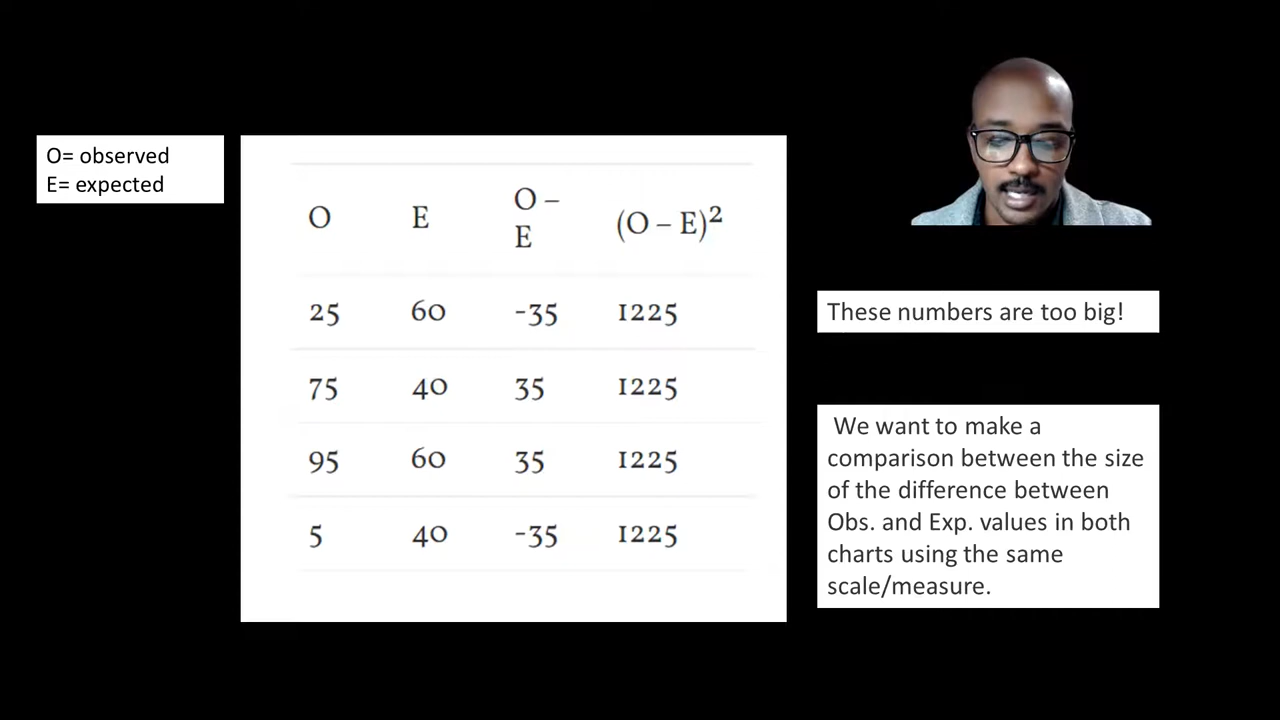 O= observed
E= expected
O E O – E (O – E)²
25 60 -35 1225
75 40 35 1225
95 60 35 1225
5 40 -35 1225
These numbers are too big!
We want to make a
comparison between the size
of the difference between
Obs. and Exp. values in both
charts using the same
scale/measure.